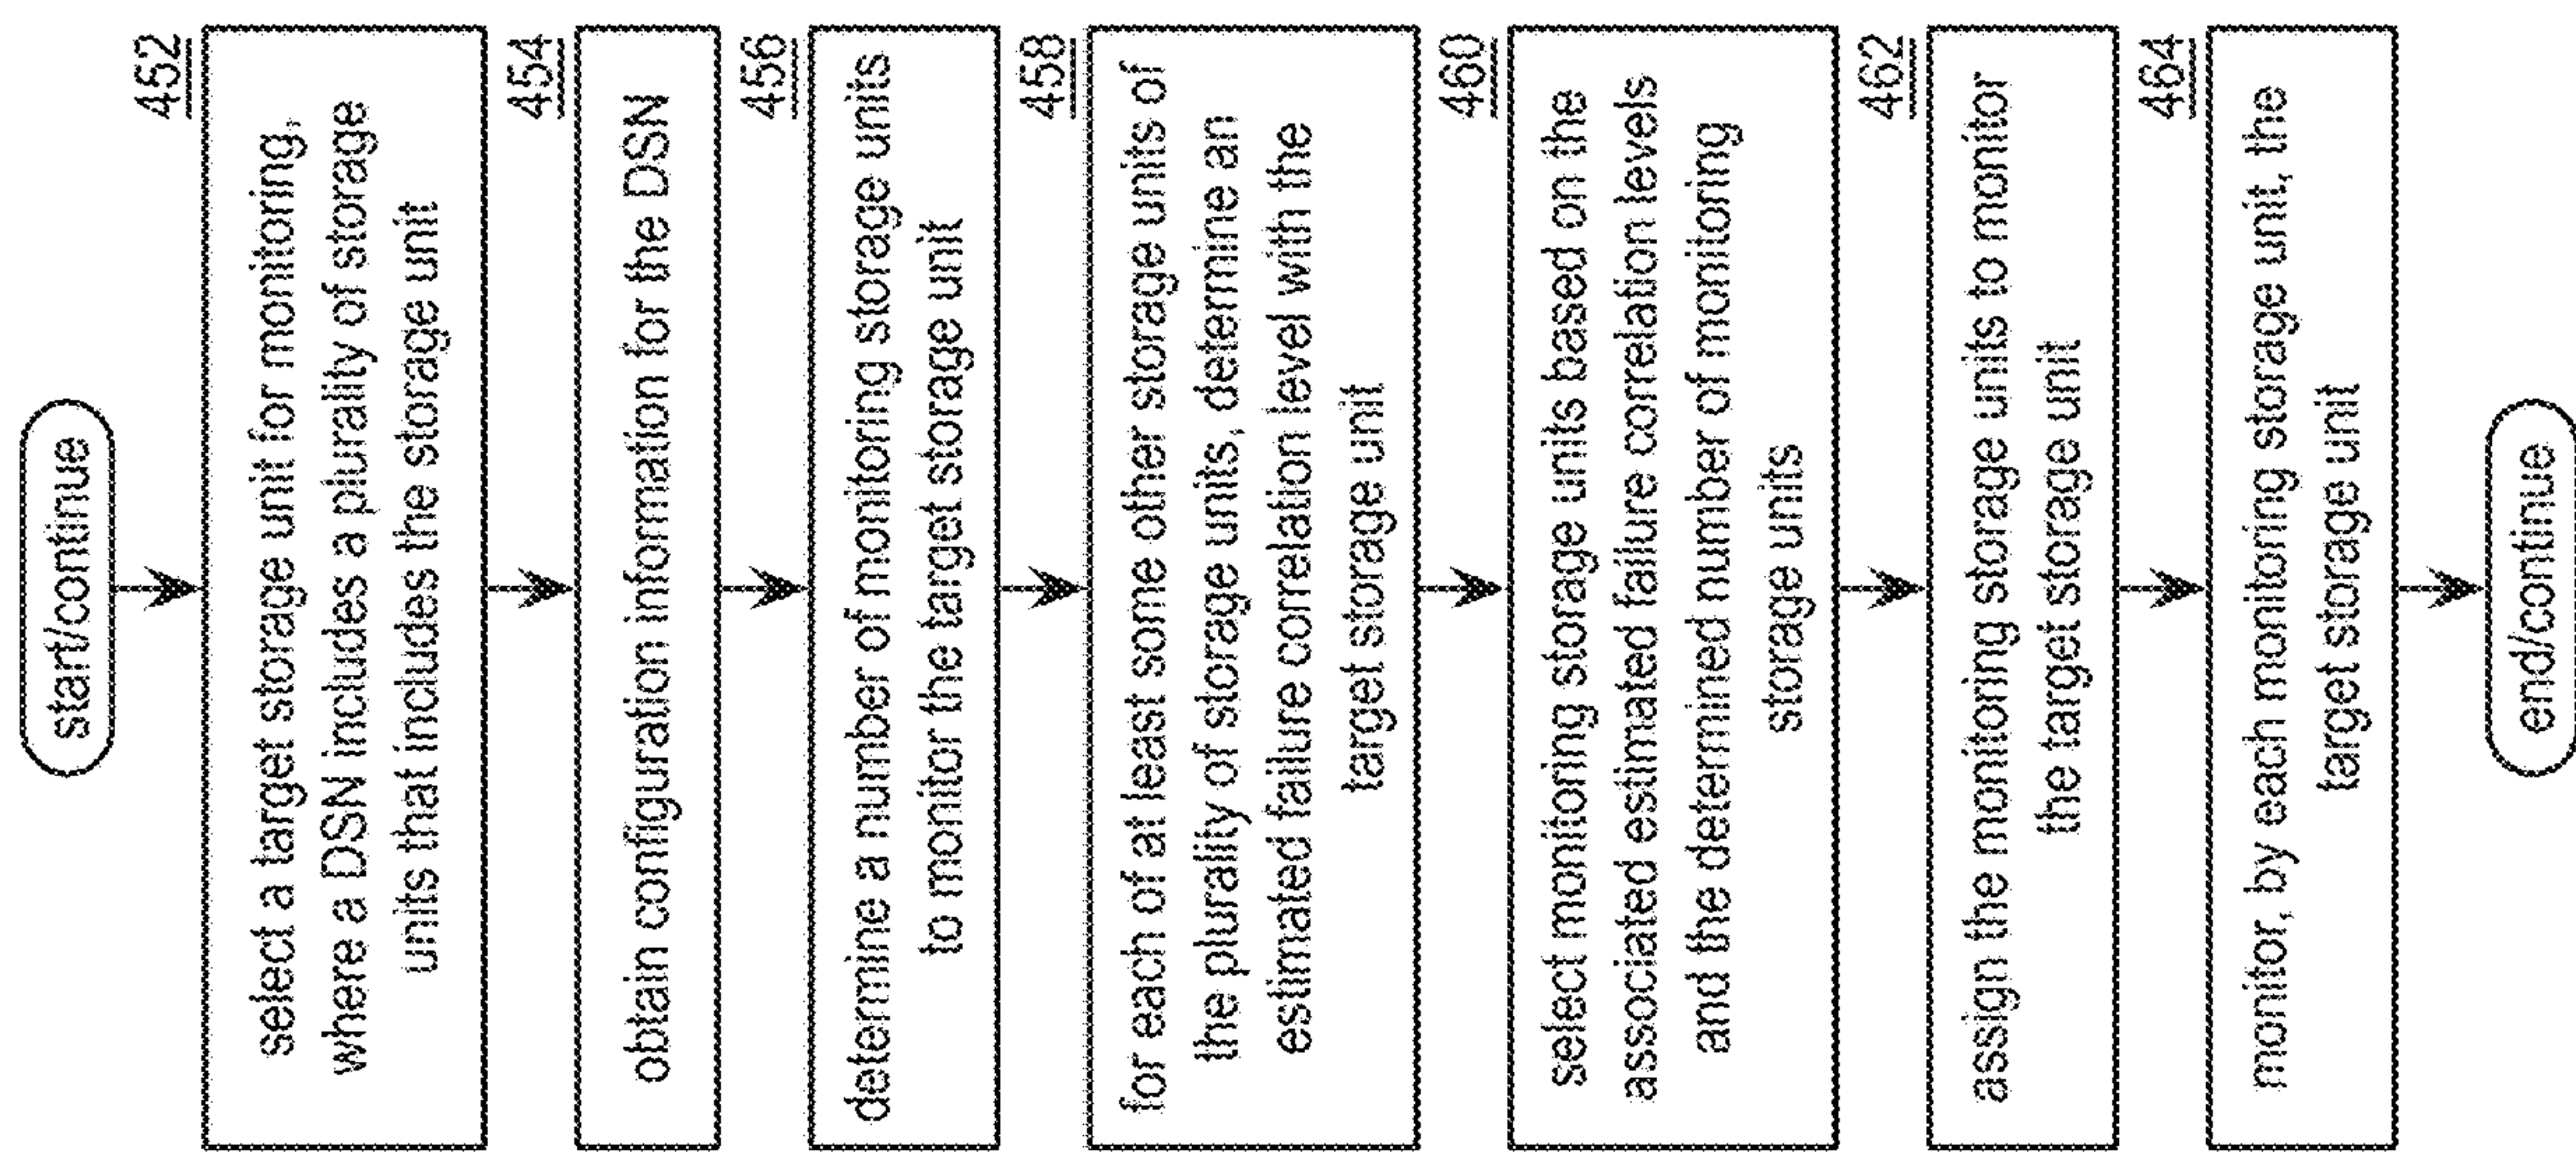 start/continue
452
select a target storage unit for monitoring,
where a DSN includes a plurality of storage
units that includes the storage unit
454
obtain configuration information for the DSN
456
determine a number of monitoring storage units
to monitor the target storage unit
458
for each of at least some other storage units of
the plurality of storage units, determine an
estimated failure correlation level with the
target storage unit
460
select monitoring storage units based on the
associated estimated failure correlation levels
and the determined number of monitoring
storage units
462
assign the monitoring storage units to monitor
the target storage unit
464
monitor, by each monitoring storage unit, the
target storage unit
end/continue